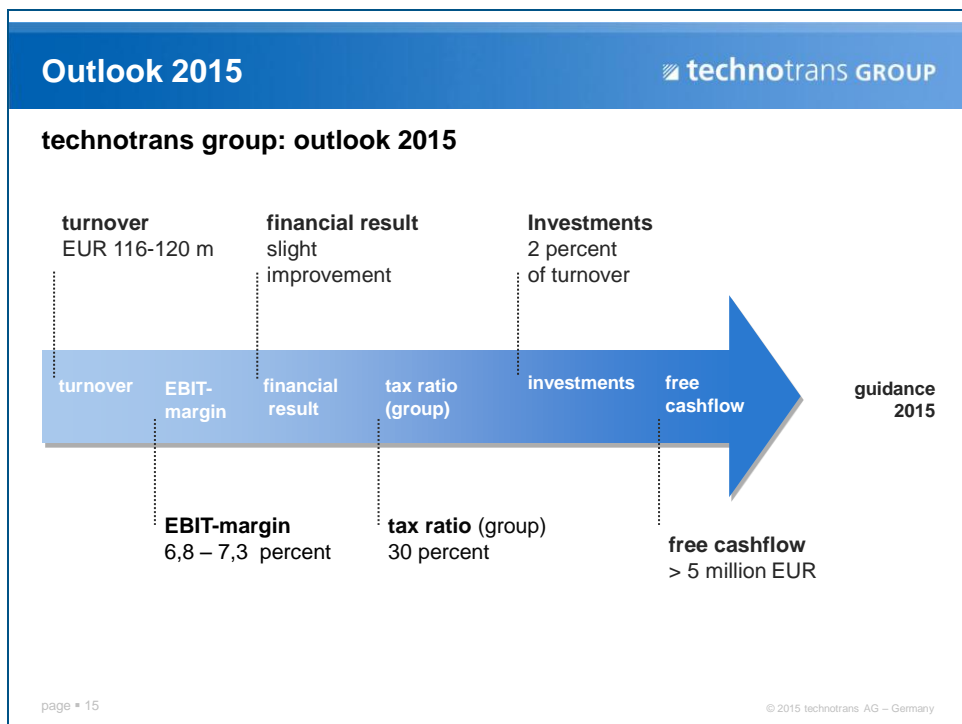 Outlook 2015
technotrans GROUP
technotrans group: outlook 2015
turnover
EUR 116-120 m
financial result
slight
improvement
Investments
2 percent
of turnover
turnover
EBIT-
margin
financial
result
tax ratio
(group)
investments
free
cashflow
guidance
2015
EBIT-margin
6,8 – 7,3 percent
tax ratio (group)
30 percent
free cashflow
> 5 million EUR
page ▪ 15
© 2015 technotrans AG – Germany